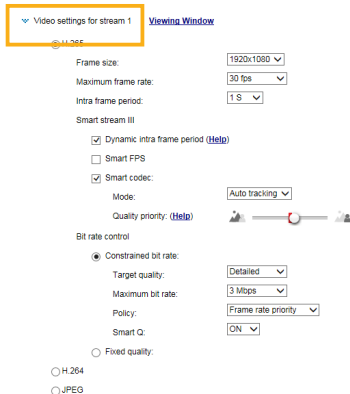 Video settings for stream 1 Viewing Window
H.265
Frame size: 1920x1080
Maximum frame rate: 30 fps
Intra frame period: 1 S
Smart stream III
Dynamic intra frame period (Help)
Smart FPS
Smart codec:
Mode: Auto tracking
Quality priority: (Help)
Bit rate control
Constrained bit rate:
Target quality: Detailed
Maximum bit rate: 3 Mbps
Policy: Frame rate priority
Smart Q: ON
Fixed quality:
H.264
JPEG